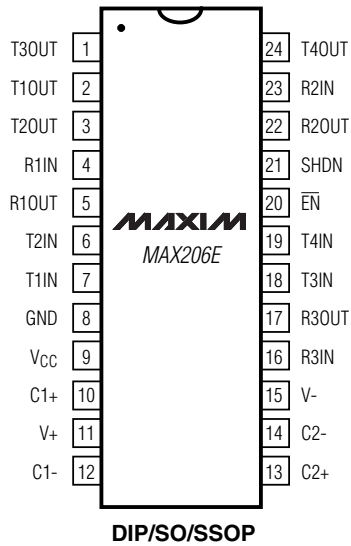 T3OUT 1 24 T4OUT
T1OUT 2 23 R2IN
T2OUT 3 22 R2OUT
R1IN 4 21 SHDN
R1OUT 5 20 E̅N̅
MAXIM
T2IN 6 19 T4IN
MAX206E
T1IN 7 18 T3IN
GND 8 17 R3OUT
VCC 9 16 R3IN
C1+ 10 15 V-
V+ 11 14 C2-
C1- 12 13 C2+
DIP/SO/SSOP